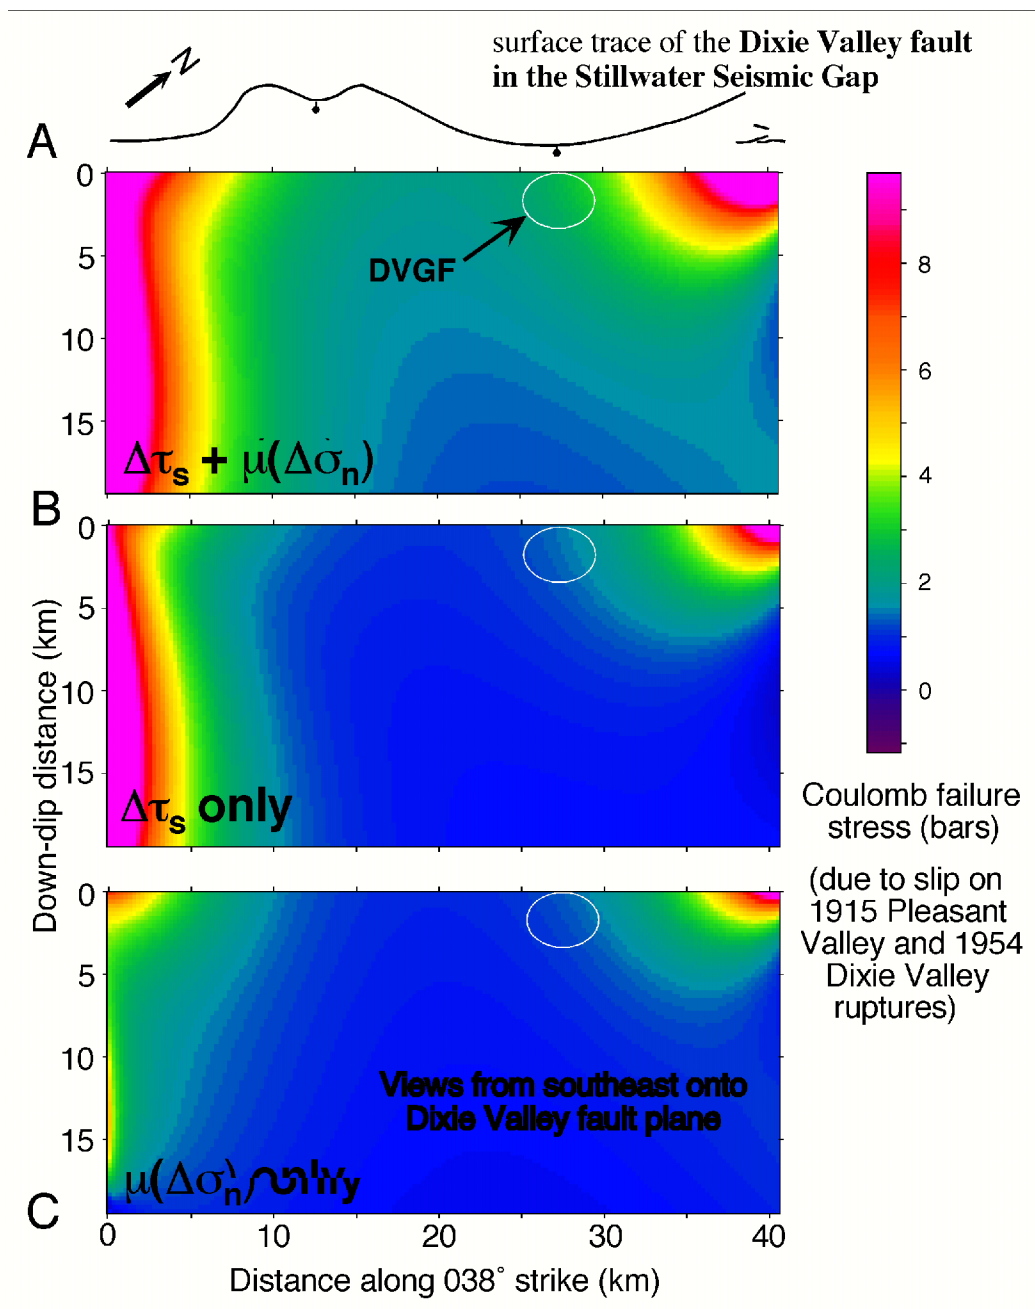 surface trace of the Dixie Valley fault
in the Stillwater Seismic Gap
N
A
0
5
10
15
DVGF
Δτs + μ(Δσn)
B
0
5
10
15
Δτs only
C
0
5
10
15
Views from southeast onto
Dixie Valley fault plane
μ(Δσn) only
0 10 20 30 40
Distance along 038° strike (km)
Down-dip distance (km)
8
6
4
2
0
Coulomb failure
stress (bars)
(due to slip on
1915 Pleasant
Valley and 1954
Dixie Valley
ruptures)